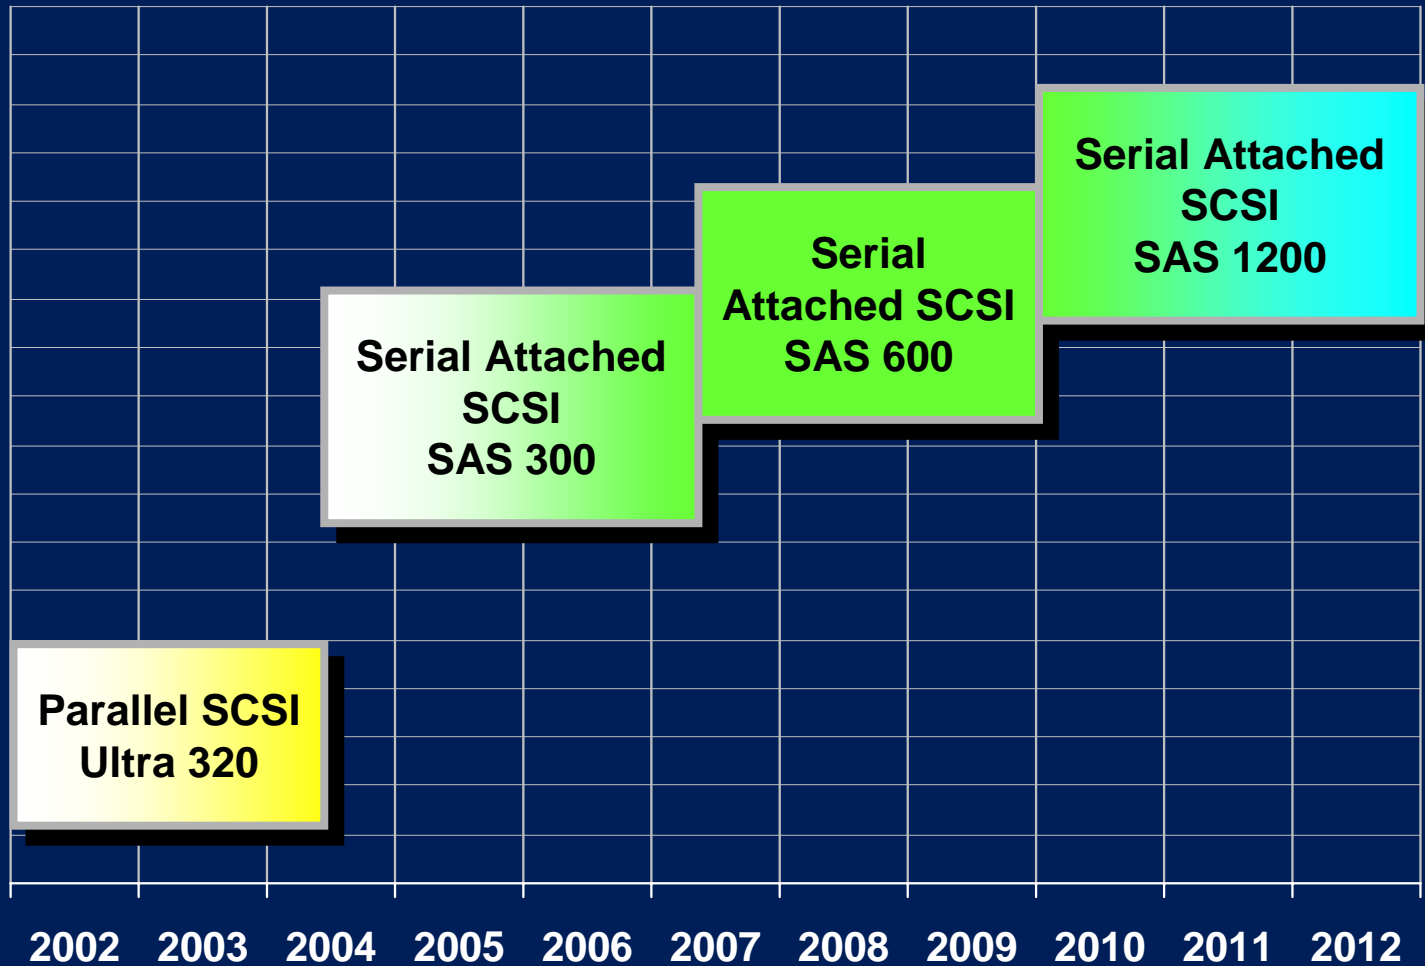 Serial Attached
SCSI
SAS 1200
Serial
Attached SCSI
SAS 600
Serial Attached
SCSI
SAS 300
Parallel SCSI
Ultra 320
2002 2003 2004 2005 2006 2007 2008 2009 2010 2011 2012